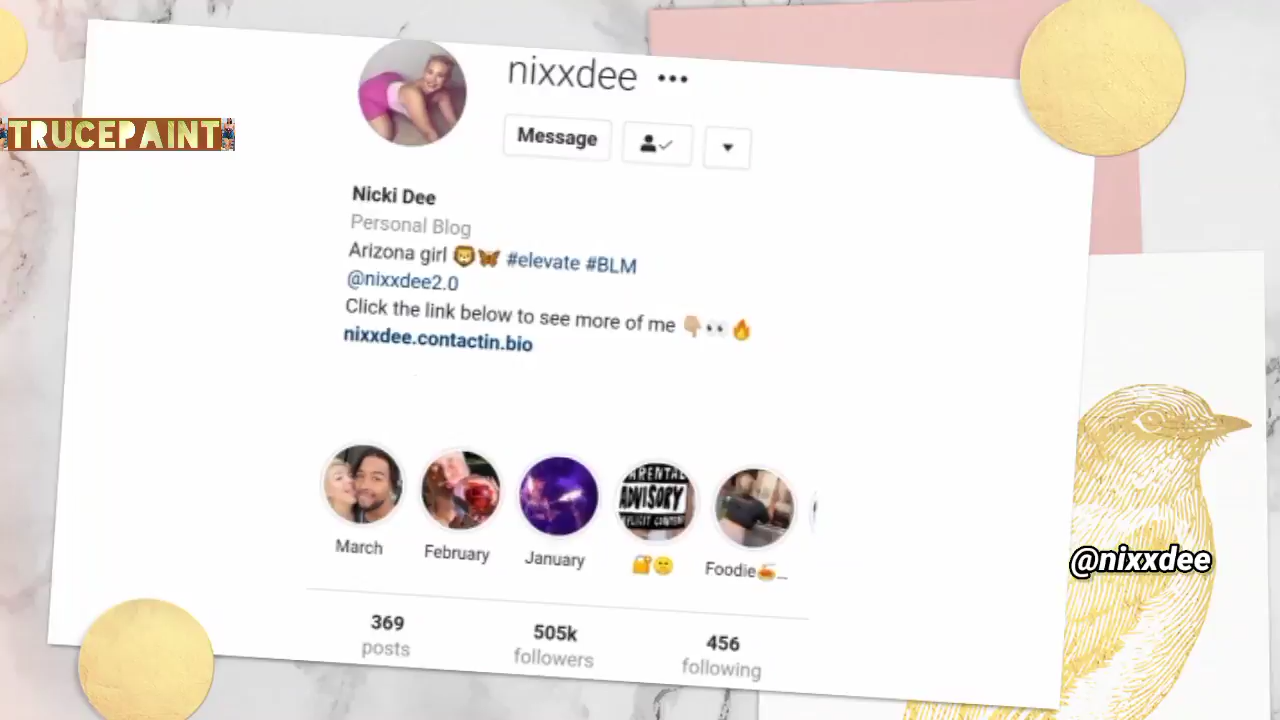 TRUCEPAINT
nixxdee
Message
Nicki Dee
Personal Blog
Arizona girl 🦁🦋 #elevate #BLM
@nixxdee2.0
Click the link below to see more of me 👇🏼👀🔥
nixxdee.contactin.bio
PARENTAL
ADVISORY
EXPLICIT CONTENT
March
February
January
🔐🤫
Foodie🍝...
369
posts
505k
followers
456
following
@nixxdee